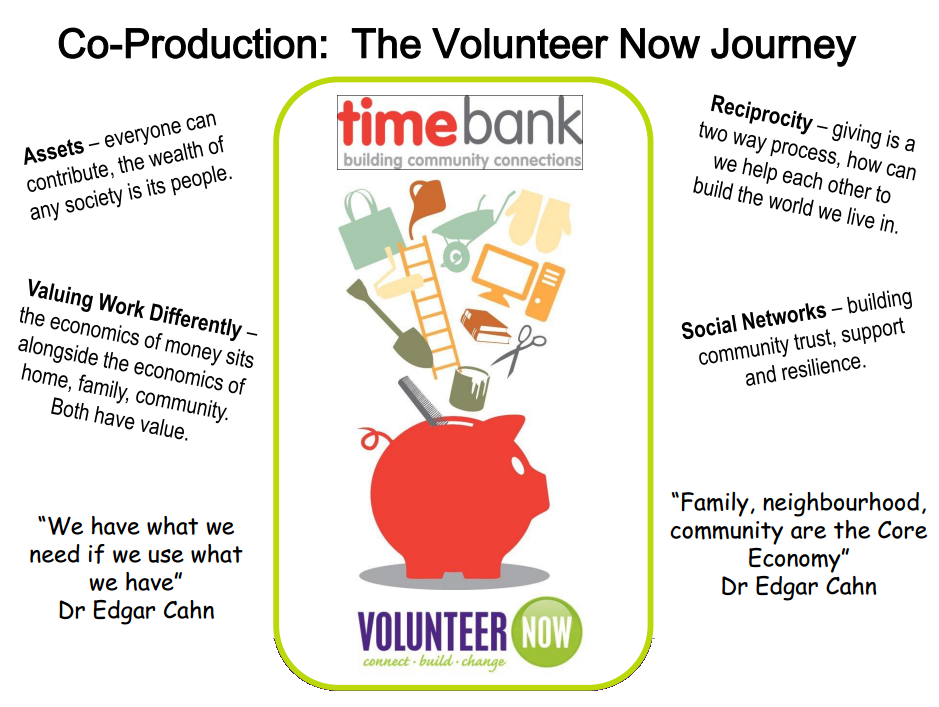 Co-Production:  The Volunteer Now Journey
Assets – everyone can
contribute, the wealth of
any society is its people.
Valuing Work Differently –
the economics of money sits
alongside the economics of
home, family, community.
Both have value.
“We have what we
need if we use what
we have”
Dr Edgar Cahn
timebank
building community connections
VOLUNTEER NOW
connect · build · change
Reciprocity – giving is a
two way process, how can
we help each other to
build the world we live in.
Social Networks – building
community trust, support
and resilience.
“Family, neighbourhood,
community are the Core
Economy”
Dr Edgar Cahn